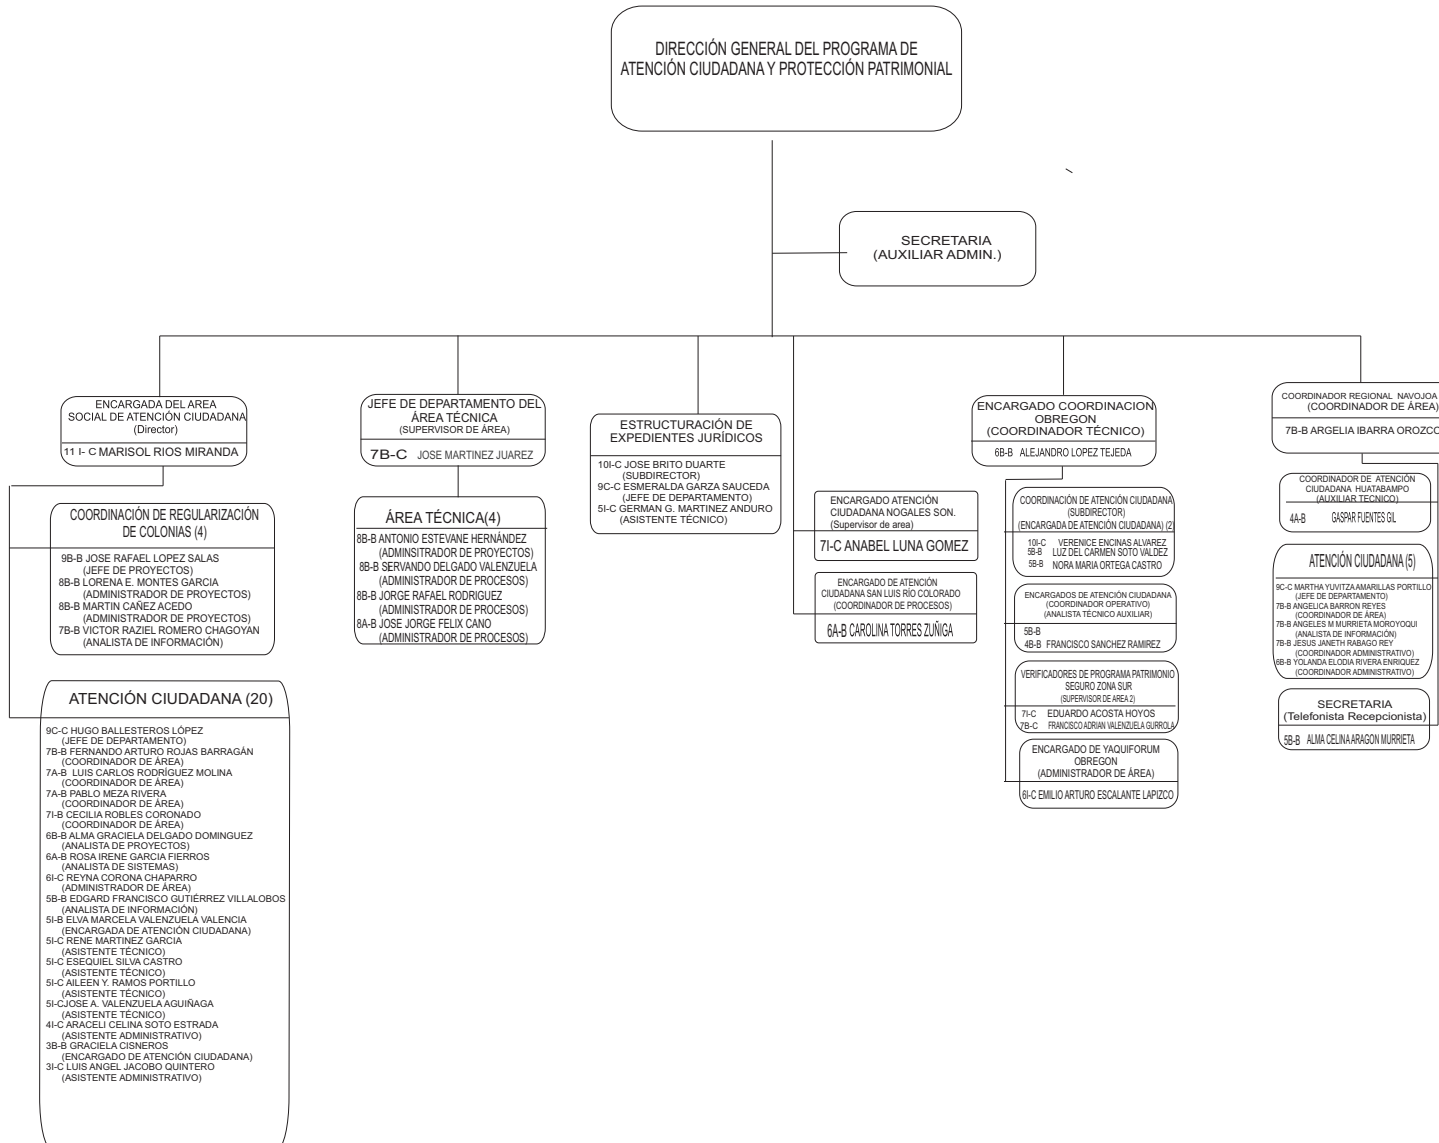 DIRECCIÓN GENERAL DEL PROGRAMA DE
ATENCIÓN CIUDADANA Y PROTECCIÓN PATRIMONIAL
SECRETARIA
(AUXILIAR ADMIN.)
ENCARGADA DEL AREA
SOCIAL DE ATENCIÓN CIUDADANA
(Director)
11 I- C MARISOL RIOS MIRANDA
COORDINACIÓN DE REGULARIZACIÓN
DE COLONIAS (4)
9B-B JOSE RAFAEL LOPEZ SALAS
(JEFE DE PROYECTOS)
8B-B LORENA E. MONTES GARCIA
(ADMINISTRADOR DE PROYECTOS)
8B-B MARTIN CAÑEZ ACEDO
(ADMINISTRADOR DE PROYECTOS)
7B-B VICTOR RAZIEL ROMERO CHAGOYAN
(ANALISTA DE INFORMACIÓN)
ATENCIÓN CIUDADANA (20)
9C-C HUGO BALLESTEROS LÓPEZ
(JEFE DE DEPARTAMENTO)
7B-B FERNANDO ARTURO ROJAS BARRAGÁN
(COORDINADOR DE ÁREA)
7A-B LUIS CARLOS RODRÍGUEZ MOLINA
(COORDINADOR DE ÁREA)
7A-B PABLO MEZA RIVERA
(COORDINADOR DE ÁREA)
7I-B CECILIA ROBLES CORONADO
(COORDINADOR DE ÁREA)
6B-B ALMA GRACIELA DELGADO DOMINGUEZ
(ANALISTA DE PROYECTOS)
6A-B ROSA IRENE GARCIA FIERROS
(ANALISTA DE SISTEMAS)
6I-C REYNA CORONA CHAPARRO
(ADMINISTRADOR DE ÁREA)
5B-B EDGARD FRANCISCO GUTIÉRREZ VILLALOBOS
(ANALISTA DE INFORMACIÓN)
5I-B ELVA MARCELA VALENZUELA VALENCIA
(ENCARGADA DE ATENCIÓN CIUDADANA)
5I-C RENE MARTINEZ GARCIA
(ASISTENTE TÉCNICO)
5I-C ESEQUIEL SILVA CASTRO
(ASISTENTE TÉCNICO)
5I-C AILEEN Y. RAMOS PORTILLO
(ASISTENTE TÉCNICO)
5I-CJOSE A. VALENZUELA AGUIÑAGA
(ASISTENTE TÉCNICO)
4I-C ARACELI CELINA SOTO ESTRADA
(ASISTENTE ADMINISTRATIVO)
3B-B GRACIELA CISNEROS
(ENCARGADO DE ATENCIÓN CIUDADANA)
3I-C LUIS ANGEL JACOBO QUINTERO
(ASISTENTE ADMINISTRATIVO)
JEFE DE DEPARTAMENTO DEL
ÁREA TÉCNICA
(SUPERVISOR DE ÁREA)
7B-C JOSE MARTINEZ JUAREZ
ÁREA TÉCNICA(4)
8B-B ANTONIO ESTEVANE HERNÁNDEZ
(ADMINSITRADOR DE PROYECTOS)
8B-B SERVANDO DELGADO VALENZUELA
(ADMINISTRADOR DE PROCESOS)
8B-B JORGE RAFAEL RODRIGUEZ
(ADMINISTRADOR DE PROCESOS)
8A-B JOSE JORGE FELIX CANO
(ADMINISTRADOR DE PROCESOS)
ESTRUCTURACIÓN DE
EXPEDIENTES JURÍDICOS
10I-C JOSE BRITO DUARTE
(SUBDIRECTOR)
9C-C ESMERALDA GARZA SAUCEDA
(JEFE DE DEPARTAMENTO)
5I-C GERMAN G. MARTINEZ ANDURO
(ASISTENTE TÉCNICO)
ENCARGADO ATENCIÓN
CIUDADANA NOGALES SON.
(Supervisor de area)
7I-C ANABEL LUNA GOMEZ
ENCARGADO DE ATENCIÓN
CIUDADANA SAN LUIS RÍO COLORADO
(COORDINADOR DE PROCESOS)
6A-B CAROLINA TORRES ZUÑIGA
ENCARGADO COORDINACION
OBREGON
(COORDINADOR TÉCNICO)
6B-B ALEJANDRO LOPEZ TEJEDA
COORDINACIÓN DE ATENCIÓN CIUDADANA
(SUBDIRECTOR)
(ENCARGADA DE ATENCIÓN CIUDADANA) (2)
10I-C VERENICE ENCINAS ALVAREZ
5B-B LUZ DEL CARMEN SOTO VALDEZ
5B-B NORA MARIA ORTEGA CASTRO
ENCARGADOS DE ATENCIÓN CIUDADANA
(COORDINADOR OPERATIVO)
(ANALISTA TÉCNICO AUXILIAR)
5B-B
4B-B FRANCISCO SANCHEZ RAMIREZ
VERIFICADORES DE PROGRAMA PATRIMONIO
SEGURO ZONA SUR
(SUPERVISOR DE AREA 2)
7I-C EDUARDO ACOSTA HOYOS
7B-C FRANCISCO ADRIAN VALENZUELA GURROLA
ENCARGADO DE YAQUIFORUM
OBREGON
(ADMINISTRADOR DE ÁREA)
6I-C EMILIO ARTURO ESCALANTE LAPIZCO
COORDINADOR REGIONAL NAVOJOA
(COORDINADOR DE ÁREA)
7B-B ARGELIA IBARRA OROZCO
COORDINADOR DE ATENCIÓN
CIUDADANA HUATABAMPO
(AUXILIAR TECNICO)
4A-B GASPAR FUENTES GIL
ATENCIÓN CIUDADANA (5)
9C-C MARTHA YUVITZA AMARILLAS PORTILLO
(JEFE DE DEPARTAMENTO)
7B-B ANGELICA BARRON REYES
(COORDINADOR DE ÁREA)
7B-B ANGELES M MURRIETA MOROYOQUI
(ANALISTA DE INFORMACIÓN)
7B-B JESUS JANETH RABAGO REY
(COORDINADOR ADMINISTRATIVO)
6B-B YOLANDA ELODIA RIVERA ENRIQUEZ
(COORDINADOR ADMINISTRATIVO)
SECRETARIA
(Telefonista Recepcionista)
5B-B ALMA CELINA ARAGON MURRIETA